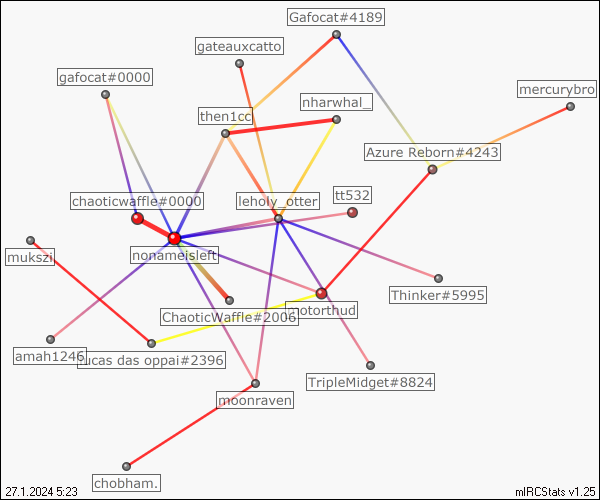 Gafocat#4189
gateauxcatto
gafocat#0000
mercurybro
nharwhal_
then1cc
Azure Reborn#4243
tt532
chaoticwaffle#0000
leholy_otter
nonameisleft
mukszi
Thinker#5995
motorthud
ChaoticWaffle#2006
amah1246
lucas das oppai#2396
TripleMidget#8824
moonraven
chobham.
27.1.2024 5:23
mIRCStats v1.25